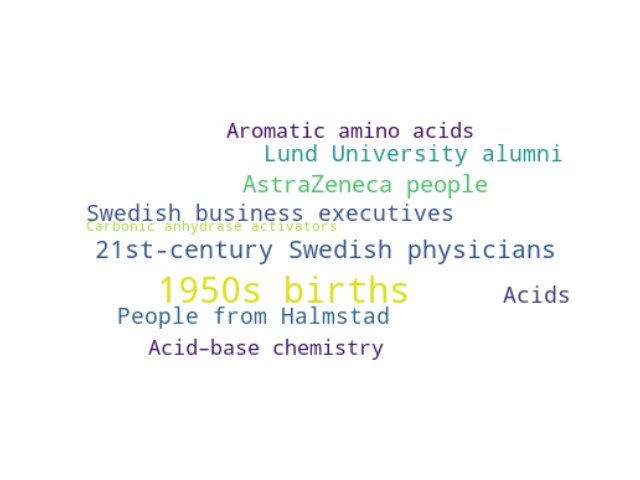 Aromatic amino acids
Lund University alumni
AstraZeneca people
Swedish business executives
Carbonic anhydrase activators
21st-century Swedish physicians
1950s births
Acids
People from Halmstad
Acid–base chemistry